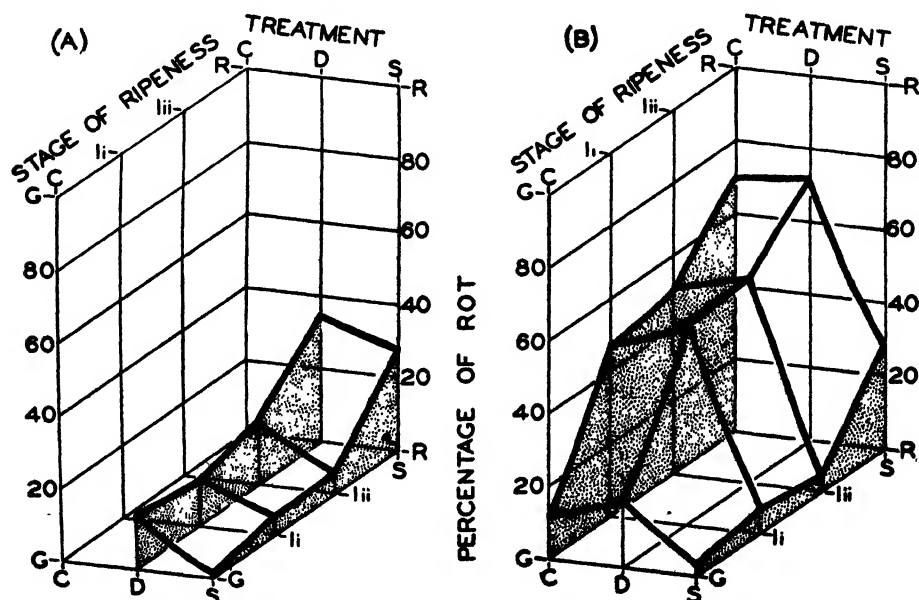 (A)
TREATMENT
STAGE OF RIPENESS
C
D
S
R
R
Iii
Ii
C
G
80
60
40
20
80
60
40
20
R
S
Iii
Ii
G
G
C
D
S
PERCENTAGE OF ROT
(B)
TREATMENT
STAGE OF RIPENESS
C
D
S
R
R
Iii
Ii
C
G
80
60
40
20
80
60
40
20
R
S
Iii
Ii
G
G
C
D
S